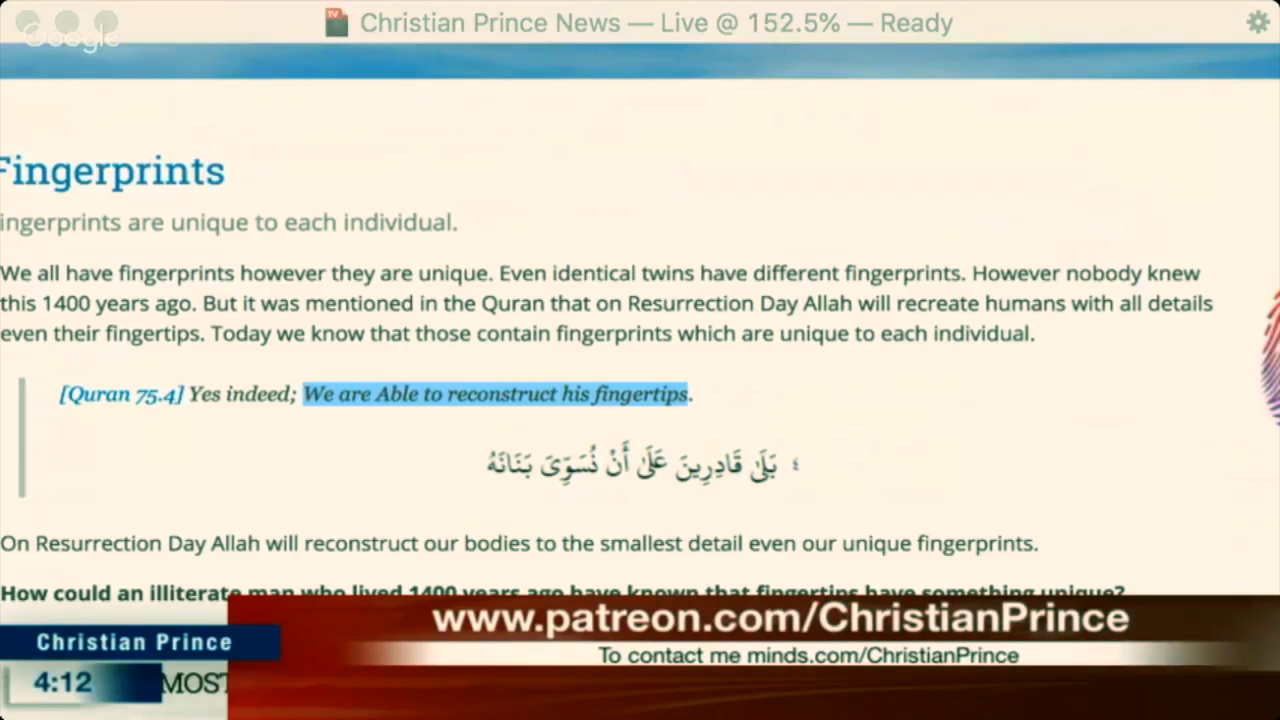 Christian Prince News — Live @ 152.5% — Ready
Google
Fingerprints
ingerprints are unique to each individual.
We all have fingerprints however they are unique. Even identical twins have different fingerprints. However nobody knew
this 1400 years ago. But it was mentioned in the Quran that on Resurrection Day Allah will recreate humans with all details
even their fingertips. Today we know that those contain fingerprints which are unique to each individual.
[Quran 75.4] Yes indeed; We are Able to reconstruct his fingertips.
٤ بَلَىٰ قَادِرِينَ عَلَىٰ أَنْ نُسَوِّيَ بَنَانَهُ
On Resurrection Day Allah will reconstruct our bodies to the smallest detail even our unique fingerprints.
How could an illiterate man who lived 1400 years ago have known that fingertips have something unique?
www.patreon.com/ChristianPrince
Christian Prince
To contact me minds.com/ChristianPrince
4:12
MOST